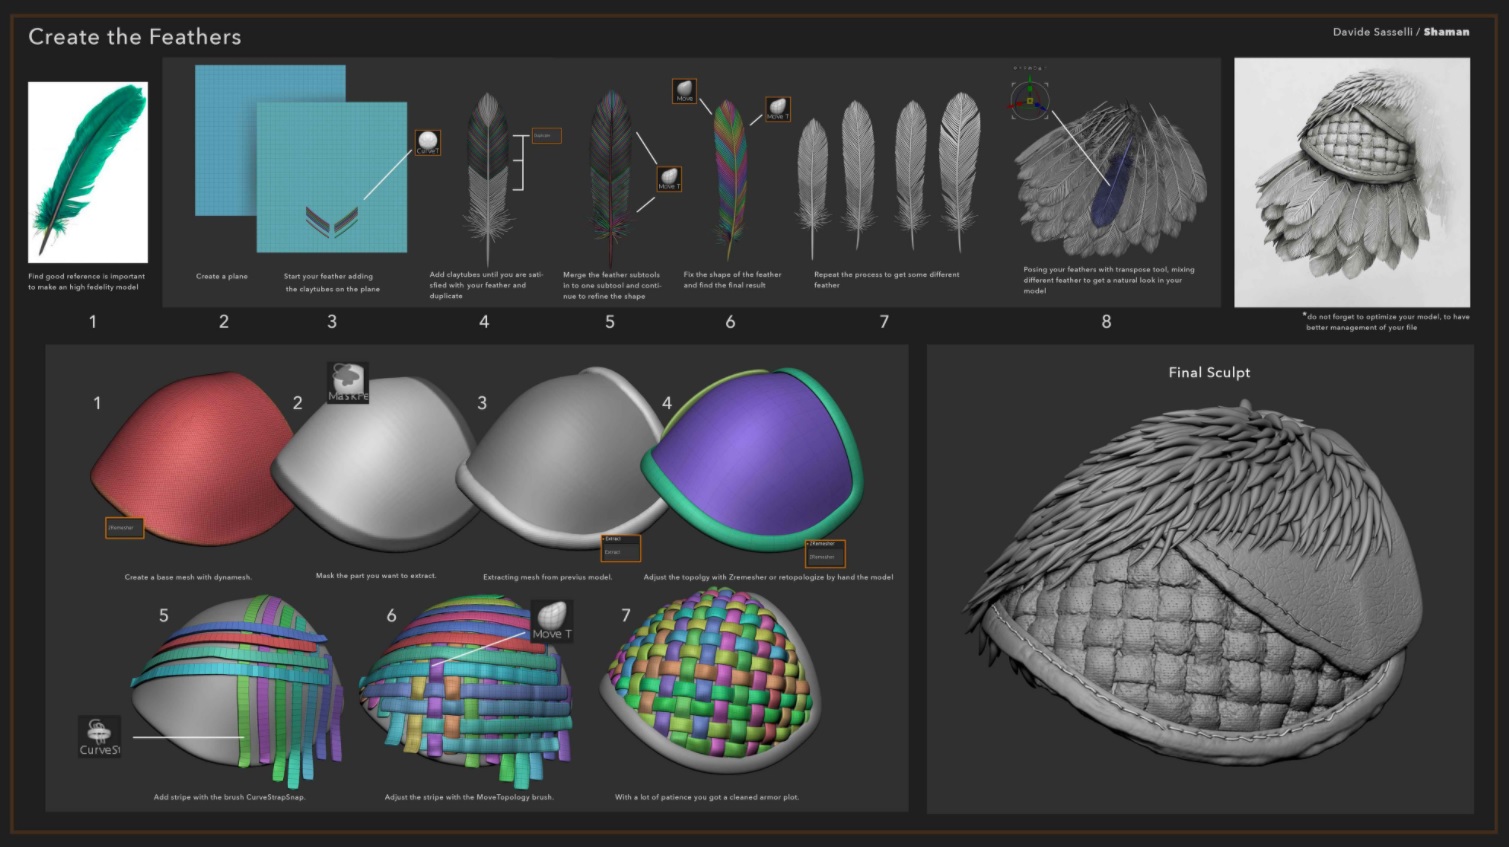 Create the Feathers
Davide Sasselli / Shaman
Move
Move T
CurveT
Duplicate
Move T
Find good reference is important
to make an high fedelity model
Create a plane
Start your feather adding
the claytubes on the plane
Add claytubes until you are sati-
sfied with your feather and
duplicate
Merge the feather subtools
in to one subtool and conti-
nue to refine the shape
Fix the shape of the feather
and find the final result
Repeat the process to get some different
feather
Posing your feathers with transpose tool, mixing
different feather to get a natural look in your
model
*do not forget to optimize your model, to have
better management of your file
1
2
3
4
5
6
7
8
1
2
MaskPe
3
4
ZRemesher
Extract
Extract
ZRemesher
ZRemesher
Create a base mesh with dynamesh.
Mask the part you want to extract.
Extracting mesh from previus model.
Adjust the topolgy with Zremesher or retopologize by hand the model
5
6
7
Move T
CurveSt
Add stripe with the brush CurveStrapSnap.
Adjust the stripe with the MoveTopology brush.
With a lot of patience you got a cleaned armor plot.
Final Sculpt